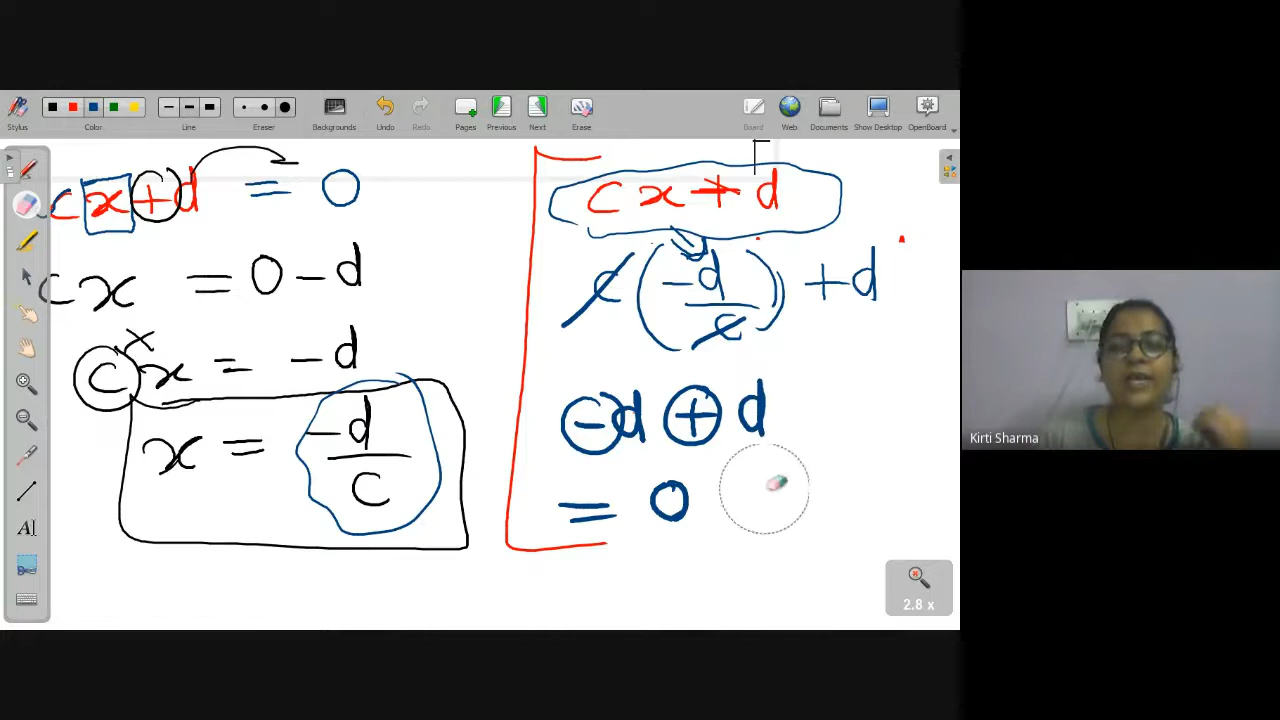 Stylus Color Line Eraser Backgrounds Undo Redo Pages Previous Next Erase Board Web Documents Show Desktop OpenBoard
cx+d = 0
cx = 0-d
cx = -d
x = -d/c
cx+d
c(-d/c)+d
-d+d
= 0
2.8 x
Kirti Sharma